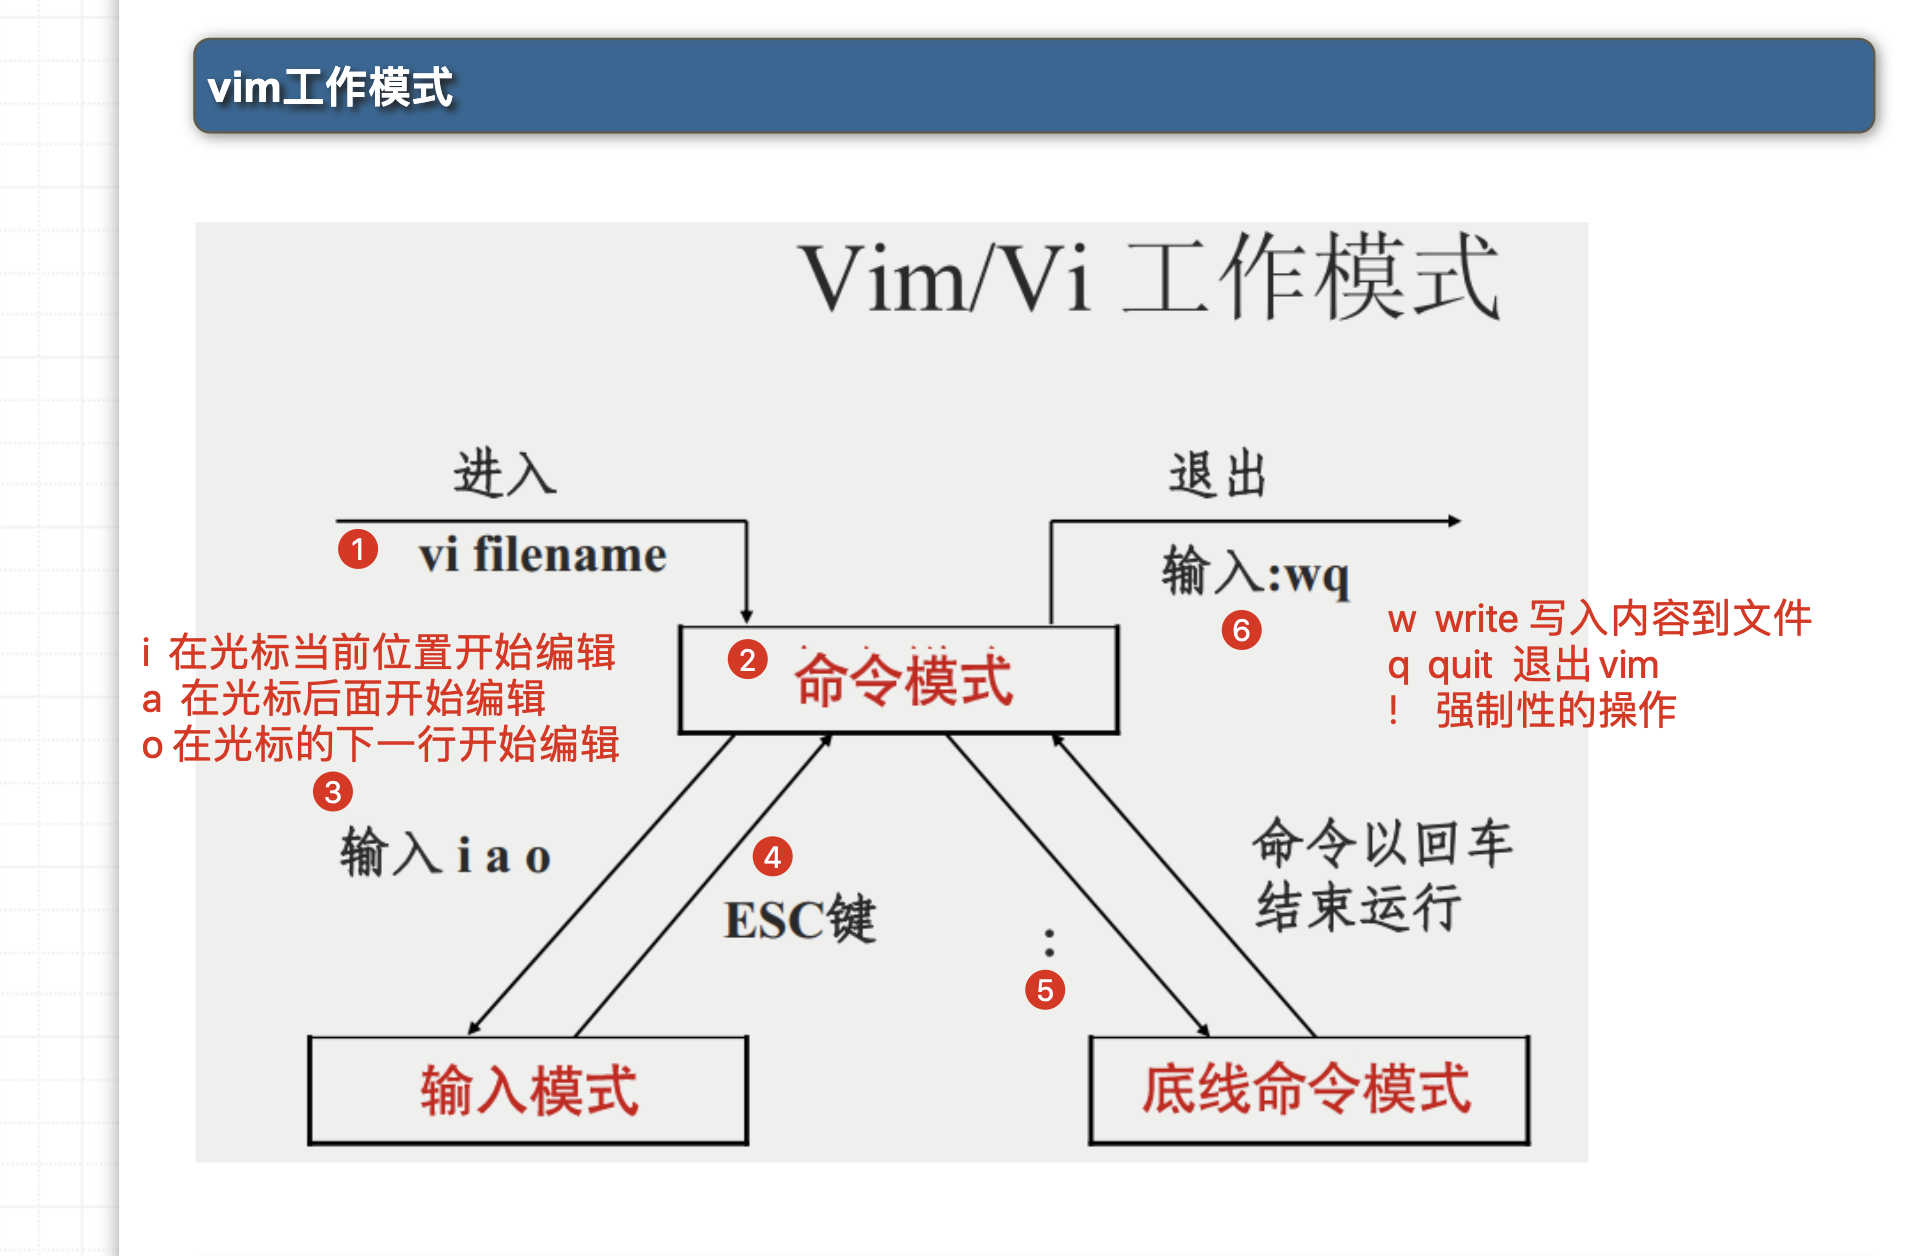 vim工作模式
Vim/Vi 工作模式
进入
退出
1
vi filename
输入:wq
6
w write 写入内容到文件
q quit 退出 vim
! 强制性的操作
i 在光标当前位置开始编辑
a 在光标后面开始编辑
o 在光标的下一行开始编辑
2
命令模式
3
输入 i a o
4
ESC键
:
5
命令以回车
结束运行
输入模式
底线命令模式